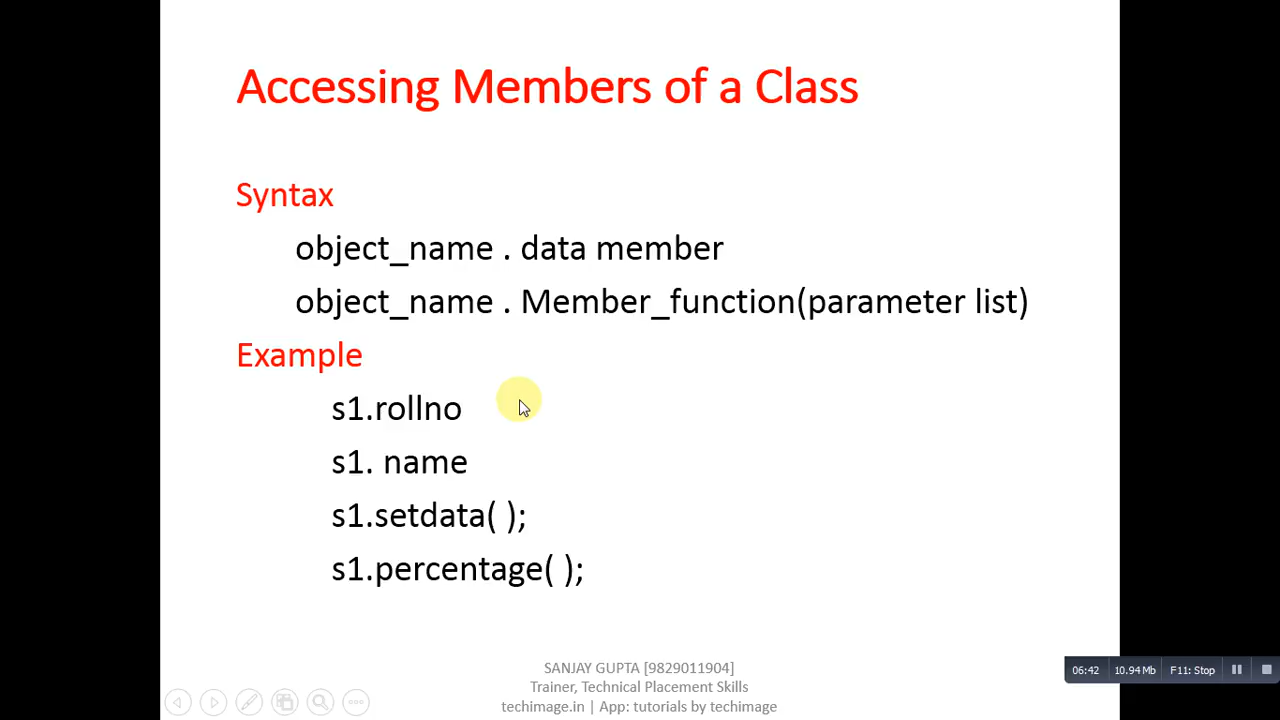 Accessing Members of a Class
Syntax
object_name . data member
object_name . Member_function(parameter list)
Example
s1.rollno
s1. name
s1.setdata( );
s1.percentage( );
SANJAY GUPTA [9829011904]
Trainer, Technical Placement Skills
techimage.in | App: tutorials by techimage
06:42 10.94 Mb F11: Stop